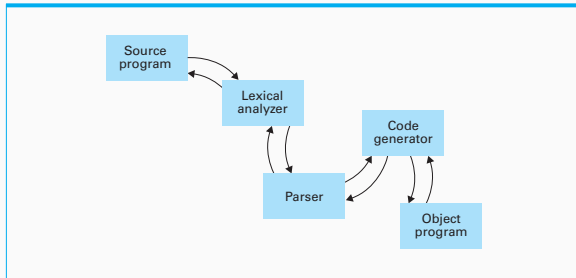 Source
program
Lexical
analyzer
Code
generator
Parser
Object
program